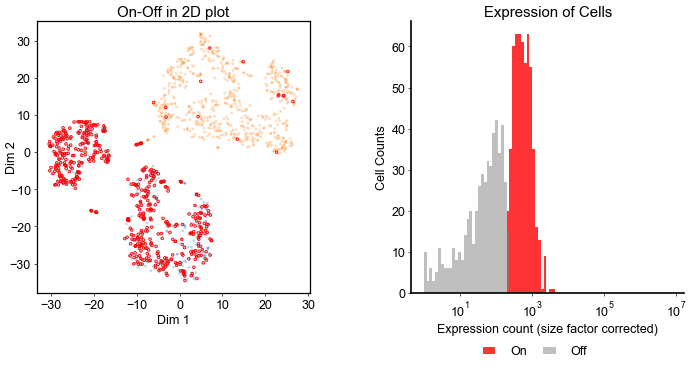 On-Off in 2D plot
Dim 2
30
20
10
0
−10
−20
−30
−30 −20 −10 0 10 20 30
Dim 1
Expression of Cells
Cell Counts
60
50
40
30
20
10
0
10^1 10^3 10^5 10^7
Expression count (size factor corrected)
On Off